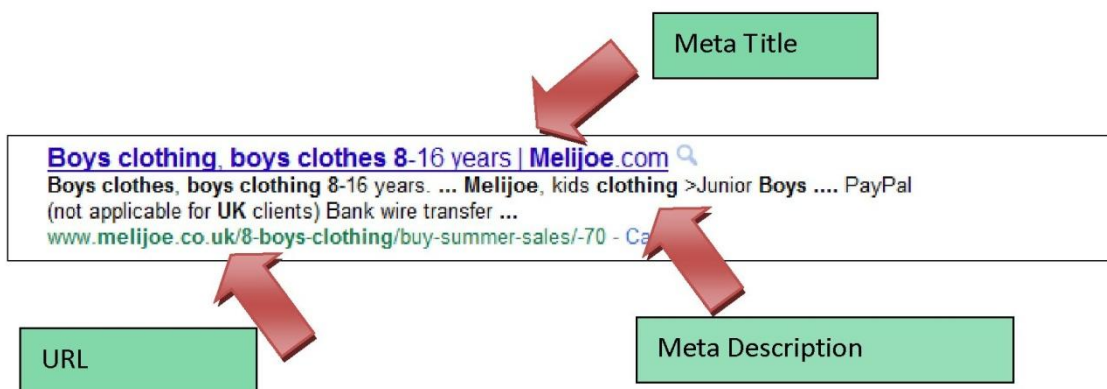 Meta Title
Boys clothing, boys clothes 8-16 years | Melijoe.com
Boys clothes, boys clothing 8-16 years. ... Melijoe, kids clothing >Junior Boys .... PayPal
(not applicable for UK clients) Bank wire transfer ...
www.melijoe.co.uk/8-boys-clothing/buy-summer-sales/-70 - Ca
URL
Meta Description